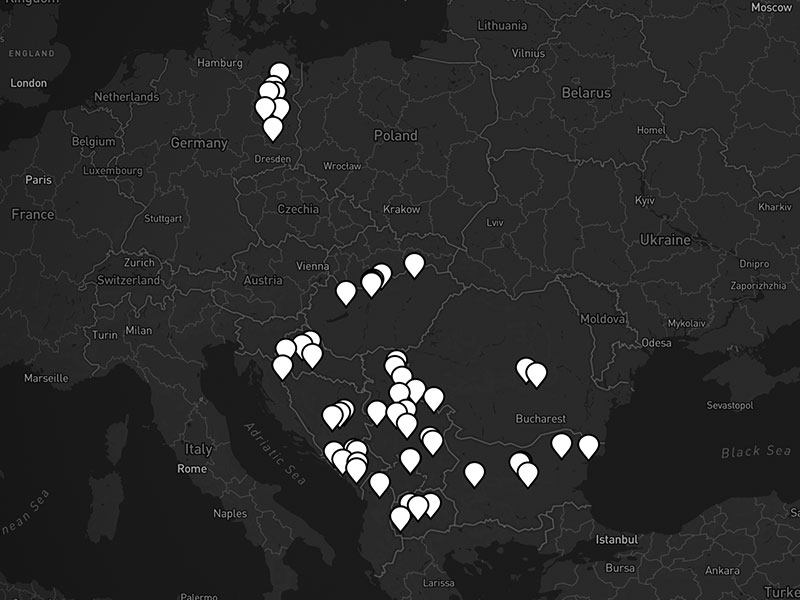 Moscow
Lithuania
ENGLAND
Vilnius
Hamburg
London
Netherlands
Belarus
Homel
Poland
Belgium
Germany
Dresden
Wrocław
Luxembourg
Paris
Kyiv
Kharkiv
France
Stuttgart
Czechia
Krakow
Lviv
Ukraine
Zurich
Vienna
Dnipro
Switzerland
Austria
Zaporizhzhia
Turin
Milan
Moldova
Mykolaiv
Odesa
Marseille
Sevastopol
Bucharest
Italy
Adriatic Sea
Black Sea
Rome
nean Sea
Naples
Istanbul
Bursa
Ankara
Larissa
Palermo
Turke